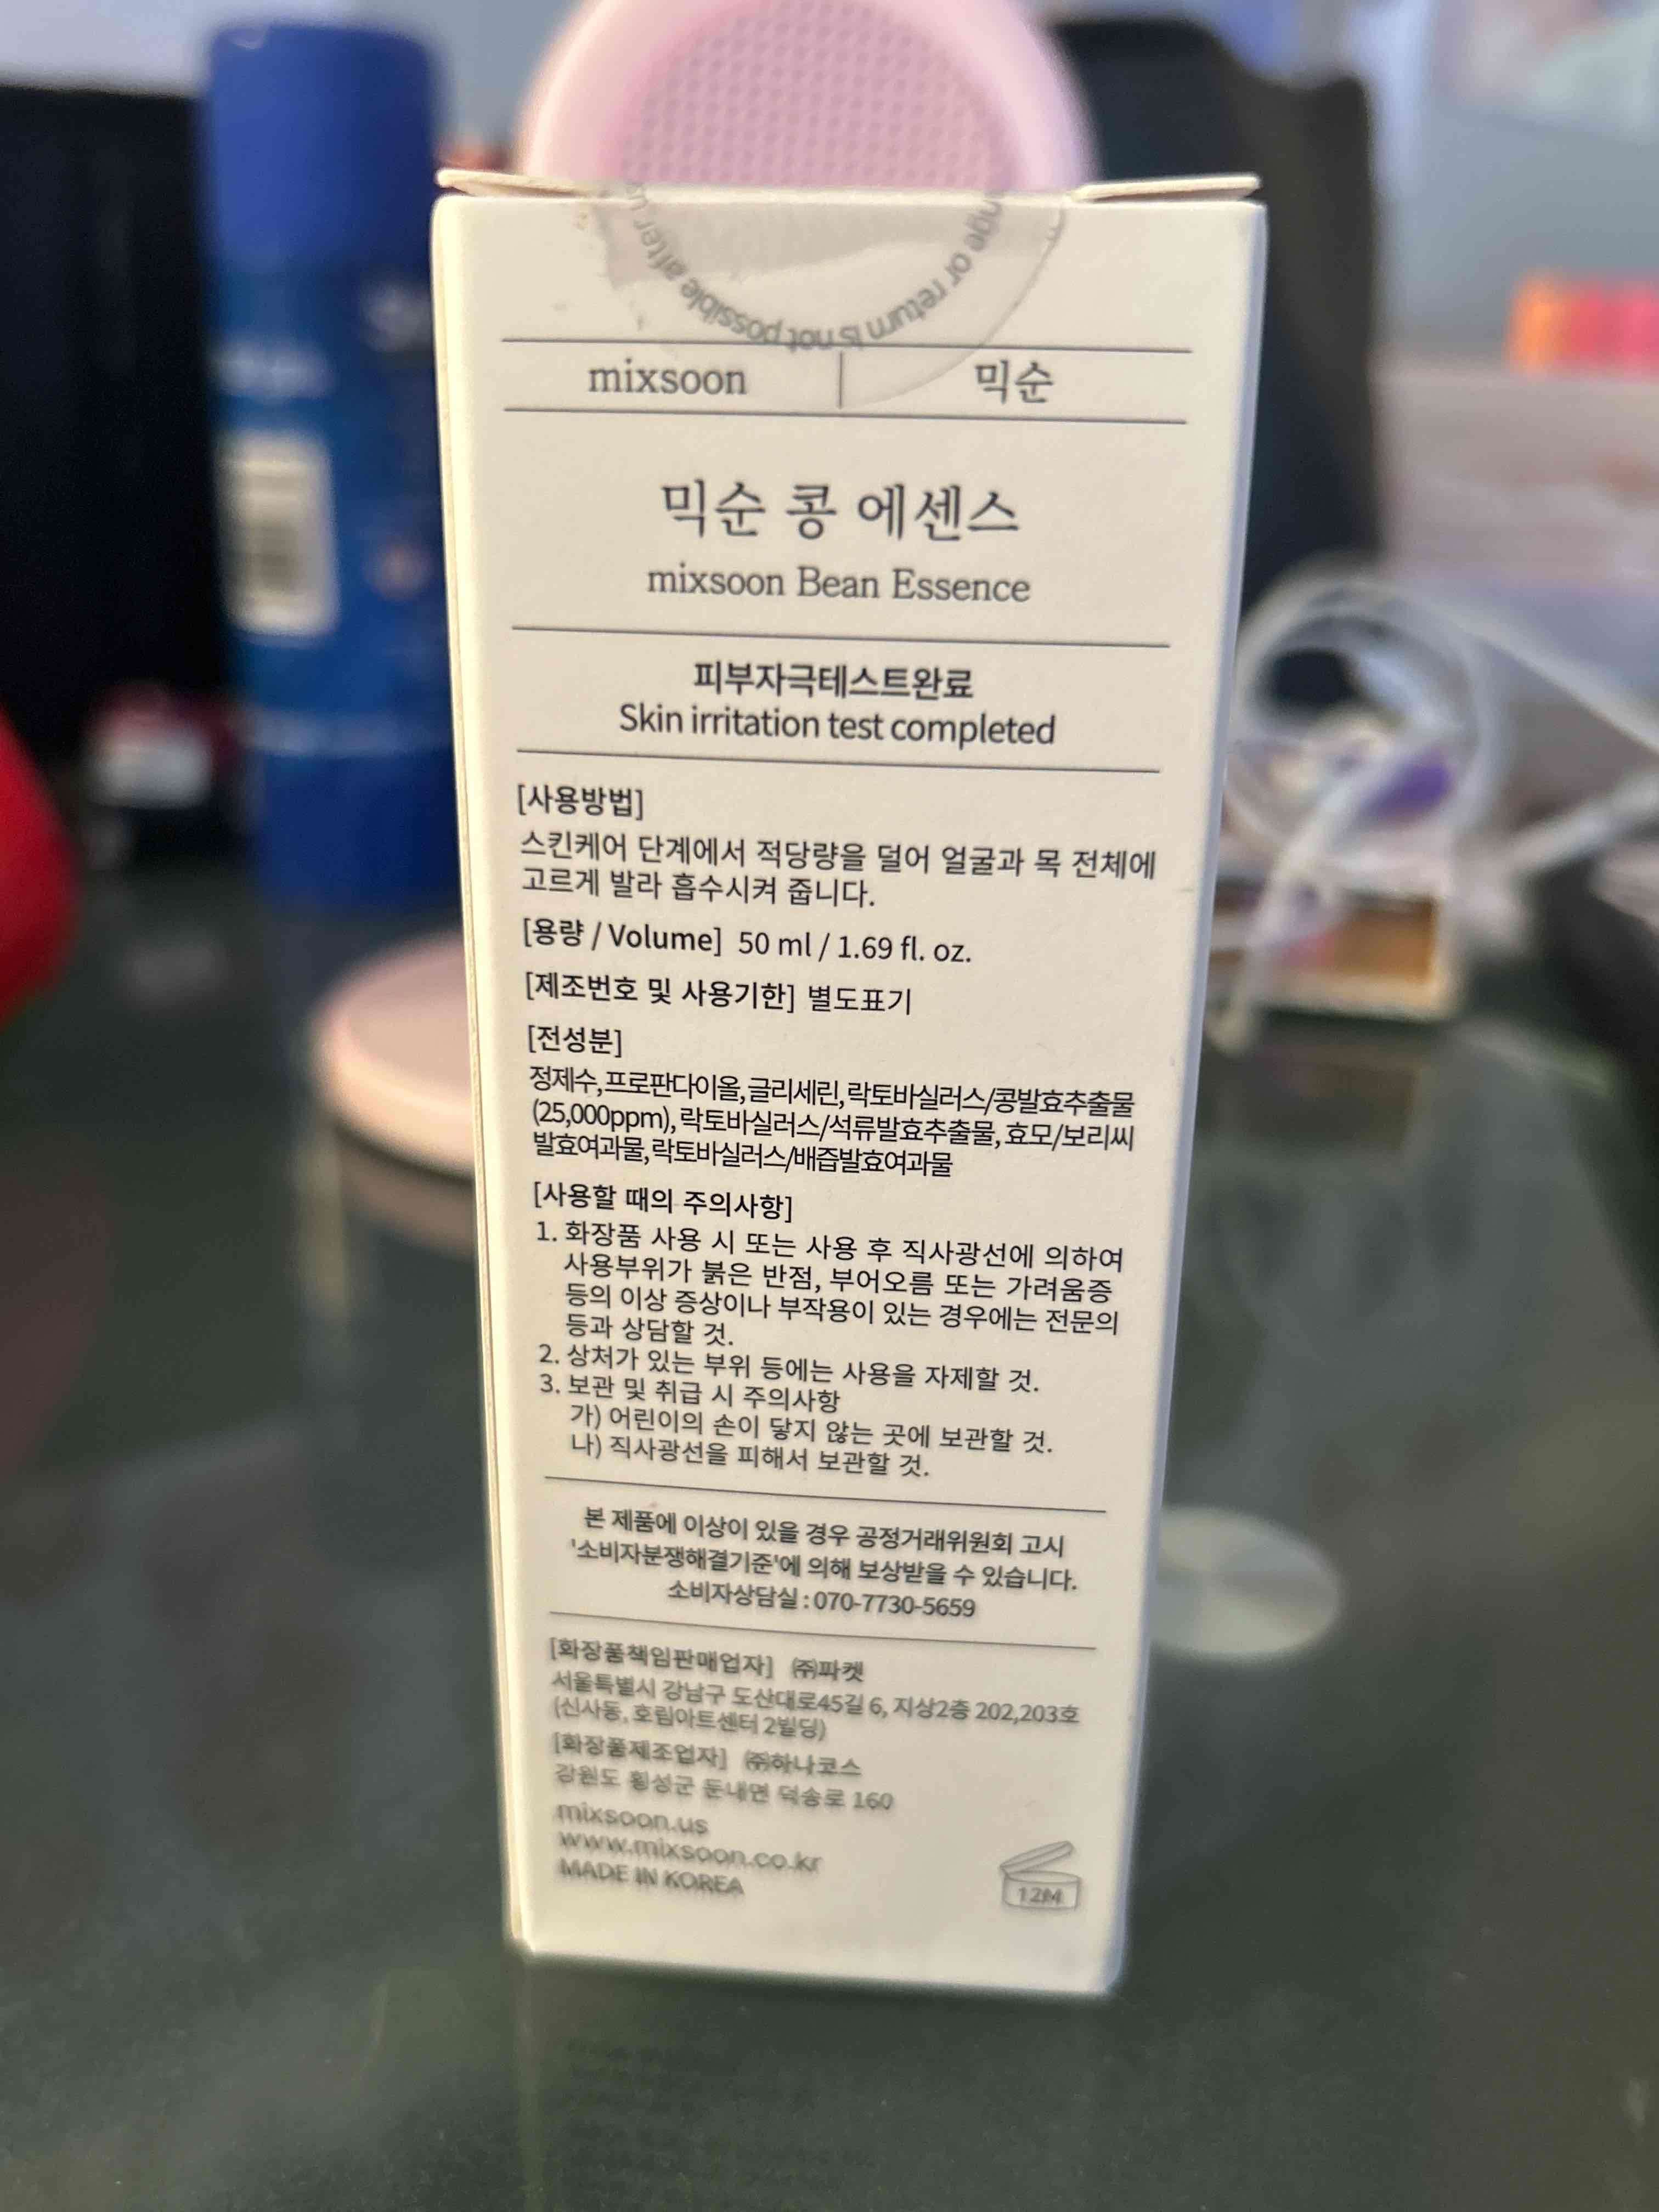 nge or return is not possible after u
mixsoon
믹순
믹순 콩 에센스
mixsoon Bean Essence
피부자극테스트완료
Skin irritation test completed
[사용방법]
스킨케어 단계에서 적당량을 덜어 얼굴과 목 전체에
고르게 발라 흡수시켜 줍니다.
[용량 / Volume] 50 ml / 1.69 fl. oz.
[제조번호 및 사용기한] 별도표기
[전성분]
정제수, 프로판다이올, 글리세린, 락토바실러스/콩발효추출물
(25,000ppm), 락토바실러스/석류발효추출물, 효모/보리씨
발효여과물, 락토바실러스/배즙발효여과물
[사용할 때의 주의사항]
1. 화장품 사용 시 또는 사용 후 직사광선에 의하여
사용부위가 붉은 반점, 부어오름 또는 가려움증
등의 이상 증상이나 부작용이 있는 경우에는 전문의
등과 상담할 것.
2. 상처가 있는 부위 등에는 사용을 자제할 것.
3. 보관 및 취급 시 주의사항
가) 어린이의 손이 닿지 않는 곳에 보관할 것.
나) 직사광선을 피해서 보관할 것.
본 제품에 이상이 있을 경우 공정거래위원회 고시
'소비자분쟁해결기준'에 의해 보상받을 수 있습니다.
소비자상담실 : 070-7730-5659
[화장품책임판매업자] ㈜파켓
서울특별시 강남구 도산대로45길 6, 지상2층 202,203호
(신사동, 호림아트센터 2빌딩)
[화장품제조업자] ㈜하나코스
강원도 횡성군 둔내면 덕송로 160
mixsoon.us
www.mixsoon.co.kr
MADE IN KOREA
12M